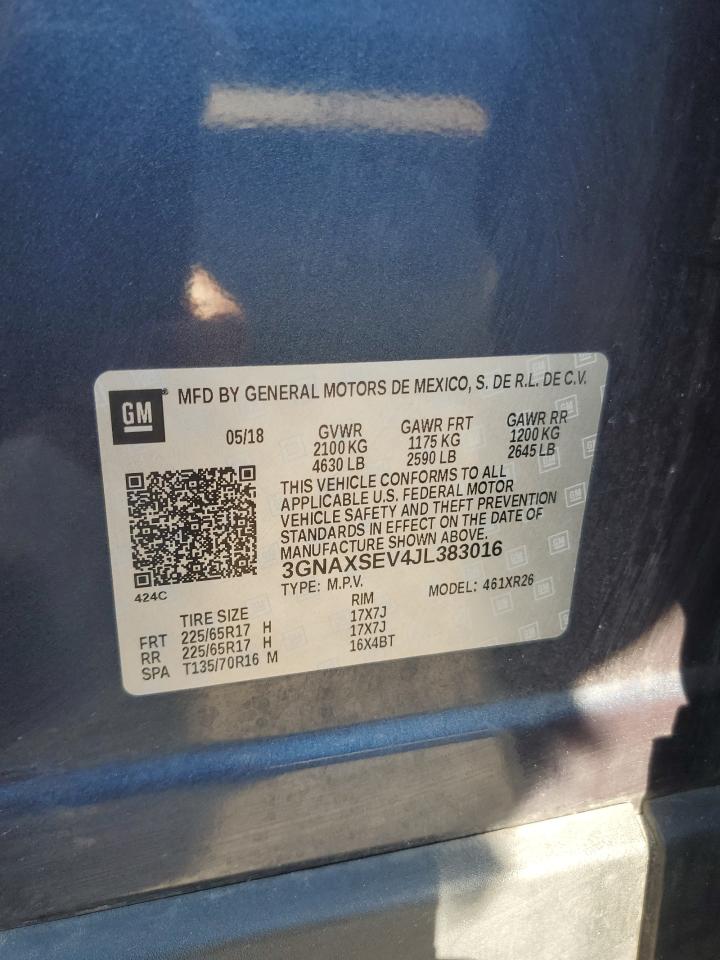 GM® MFD BY GENERAL MOTORS DE MEXICO, S. DE R.L. DE C.V.
05/18 GVWR GAWR FRT GAWR RR
2100 KG 1175 KG 1200 KG
4630 LB 2590 LB 2645 LB
THIS VEHICLE CONFORMS TO ALL
APPLICABLE U.S. FEDERAL MOTOR
VEHICLE SAFETY AND THEFT PREVENTION
STANDARDS IN EFFECT ON THE DATE OF
MANUFACTURE SHOWN ABOVE.
3GNAXSEV4JL383016
424C TYPE: M.P.V. MODEL: 461XR26
TIRE SIZE RIM
FRT 225/65R17 H 17X7J
RR 225/65R17 H 17X7J
SPA T135/70R16 M 16X4BT